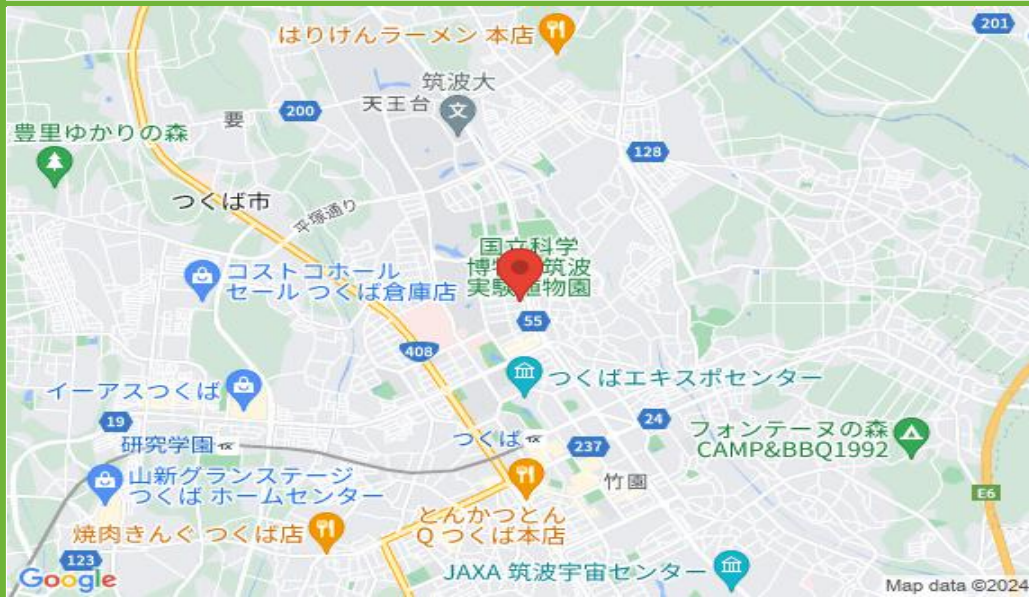 はりけんラーメン 本店
201
筑波大
天王台
200
要
豊里ゆかりの森
128
つくば市
平塚通り
国立科学
博物 筑波
実験植物園
コストコホール
セール つくば倉庫店
55
408
つくばエキスポセンター
イーアスつくば
19
24
フォンテーヌの森
CAMP&BBQ1992
研究学園
つくば
237
山新グランステージ
つくば ホームセンター
竹園
E6
とんかつとん
Q つくば本店
焼肉きんぐ つくば店
123
JAXA 筑波宇宙センター
Google
Map data ©2024